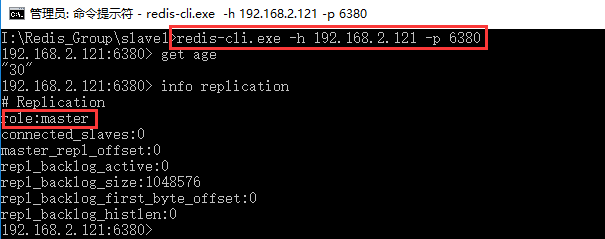 管理员: 命令提示符 - redis-cli.exe  -h 192.168.2.121 -p 6380
I:\Redis_Group\slave1>redis-cli.exe -h 192.168.2.121 -p 6380
192.168.2.121:6380> get age
"30"
192.168.2.121:6380> info replication
# Replication
role:master
connected_slaves:0
master_repl_offset:0
repl_backlog_active:0
repl_backlog_size:1048576
repl_backlog_first_byte_offset:0
repl_backlog_histlen:0
192.168.2.121:6380>